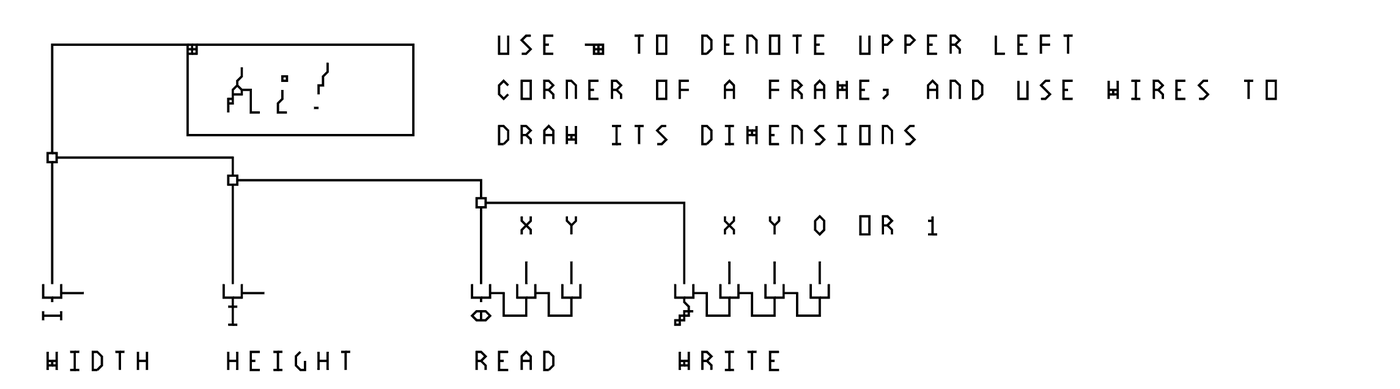 USE TO DENOTE UPPER LEFT
CORNER OF A FRAME, AND USE WIRES TO
DRAW ITS DIMENSIONS
X Y
X Y 0 OR 1
WIDTH
HEIGHT
READ
WRITE